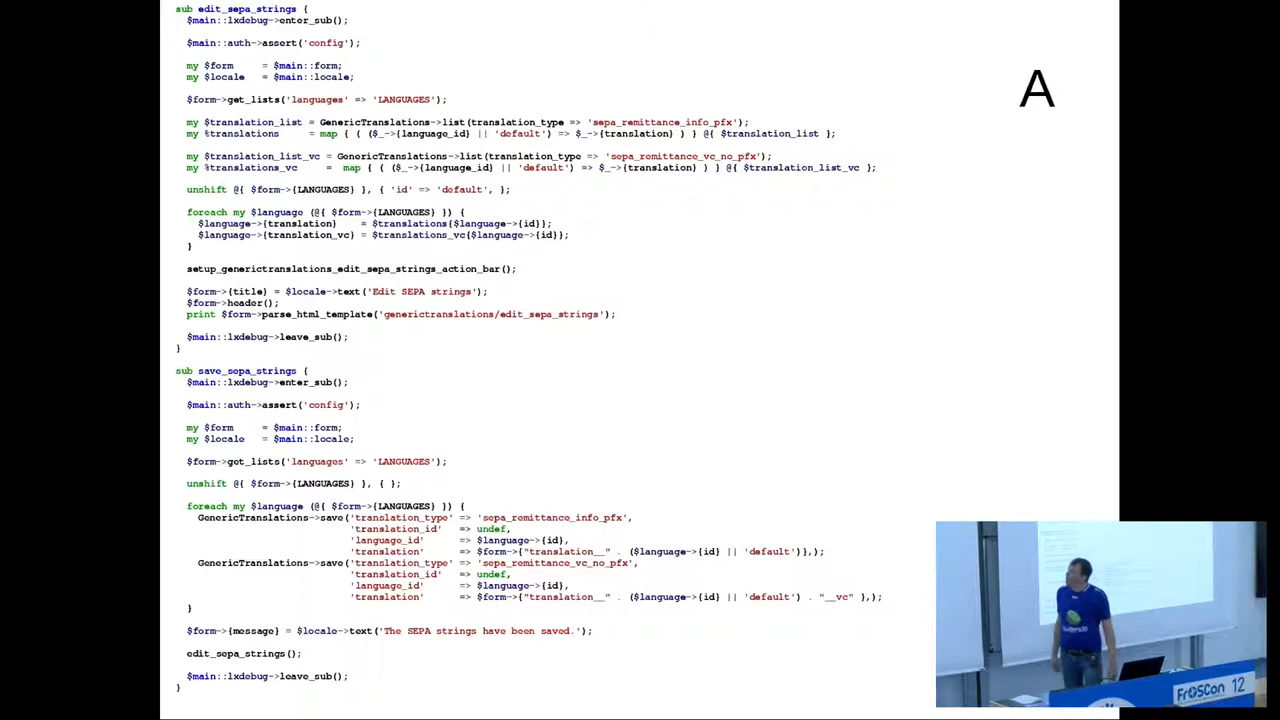 sub edit_sepa_strings {
  $main::lxdebug->enter_sub();

  $main::auth->assert('config');

  my $form     = $main::form;
  my $locale   = $main::locale;

  $form->get_lists('languages' => 'LANGUAGES');

  my $translation_list = GenericTranslations->list(translation_type => 'sepa_remittance_info_pfx');
  my %translations     = map { ( ($_->{language_id} || 'default') => $_->{translation} ) } @{ $translation_list };

  my $translation_list_vc = GenericTranslations->list(translation_type => 'sepa_remittance_vc_no_pfx');
  my %translations_vc     =  map { ( ($_->{language_id} || 'default') => $_->{translation} ) } @{ $translation_list_vc };

  unshift @{ $form->{LANGUAGES} }, { 'id' => 'default', };

  foreach my $language (@{ $form->{LANGUAGES} }) {
    $language->{translation}    = $translations{$language->{id}};
    $language->{translation_vc} = $translations_vc{$language->{id}};
  }

  setup_generictranslations_edit_sepa_strings_action_bar();

  $form->{title} = $locale->text('Edit SEPA strings');
  $form->header();
  print $form->parse_html_template('generictranslations/edit_sepa_strings');

  $main::lxdebug->leave_sub();
}

sub save_sepa_strings {
  $main::lxdebug->enter_sub();

  $main::auth->assert('config');

  my $form     = $main::form;
  my $locale   = $main::locale;

  $form->get_lists('languages' => 'LANGUAGES');

  unshift @{ $form->{LANGUAGES} }, { };

  foreach my $language (@{ $form->{LANGUAGES} }) {
    GenericTranslations->save('translation_type' => 'sepa_remittance_info_pfx',
                              'translation_id'   => undef,
                              'language_id'      => $language->{id},
                              'translation'      => $form->{"translation__" . ($language->{id} || 'default')},);
    GenericTranslations->save('translation_type' => 'sepa_remittance_vc_no_pfx',
                              'translation_id'   => undef,
                              'language_id'      => $language->{id},
                              'translation'      => $form->{"translation__" . ($language->{id} || 'default') . "__vc" },);
  }

  $form->{message} = $locale->text('The SEPA strings have been saved.');

  edit_sepa_strings();

  $main::lxdebug->leave_sub();
}
A
FrOSCon 12